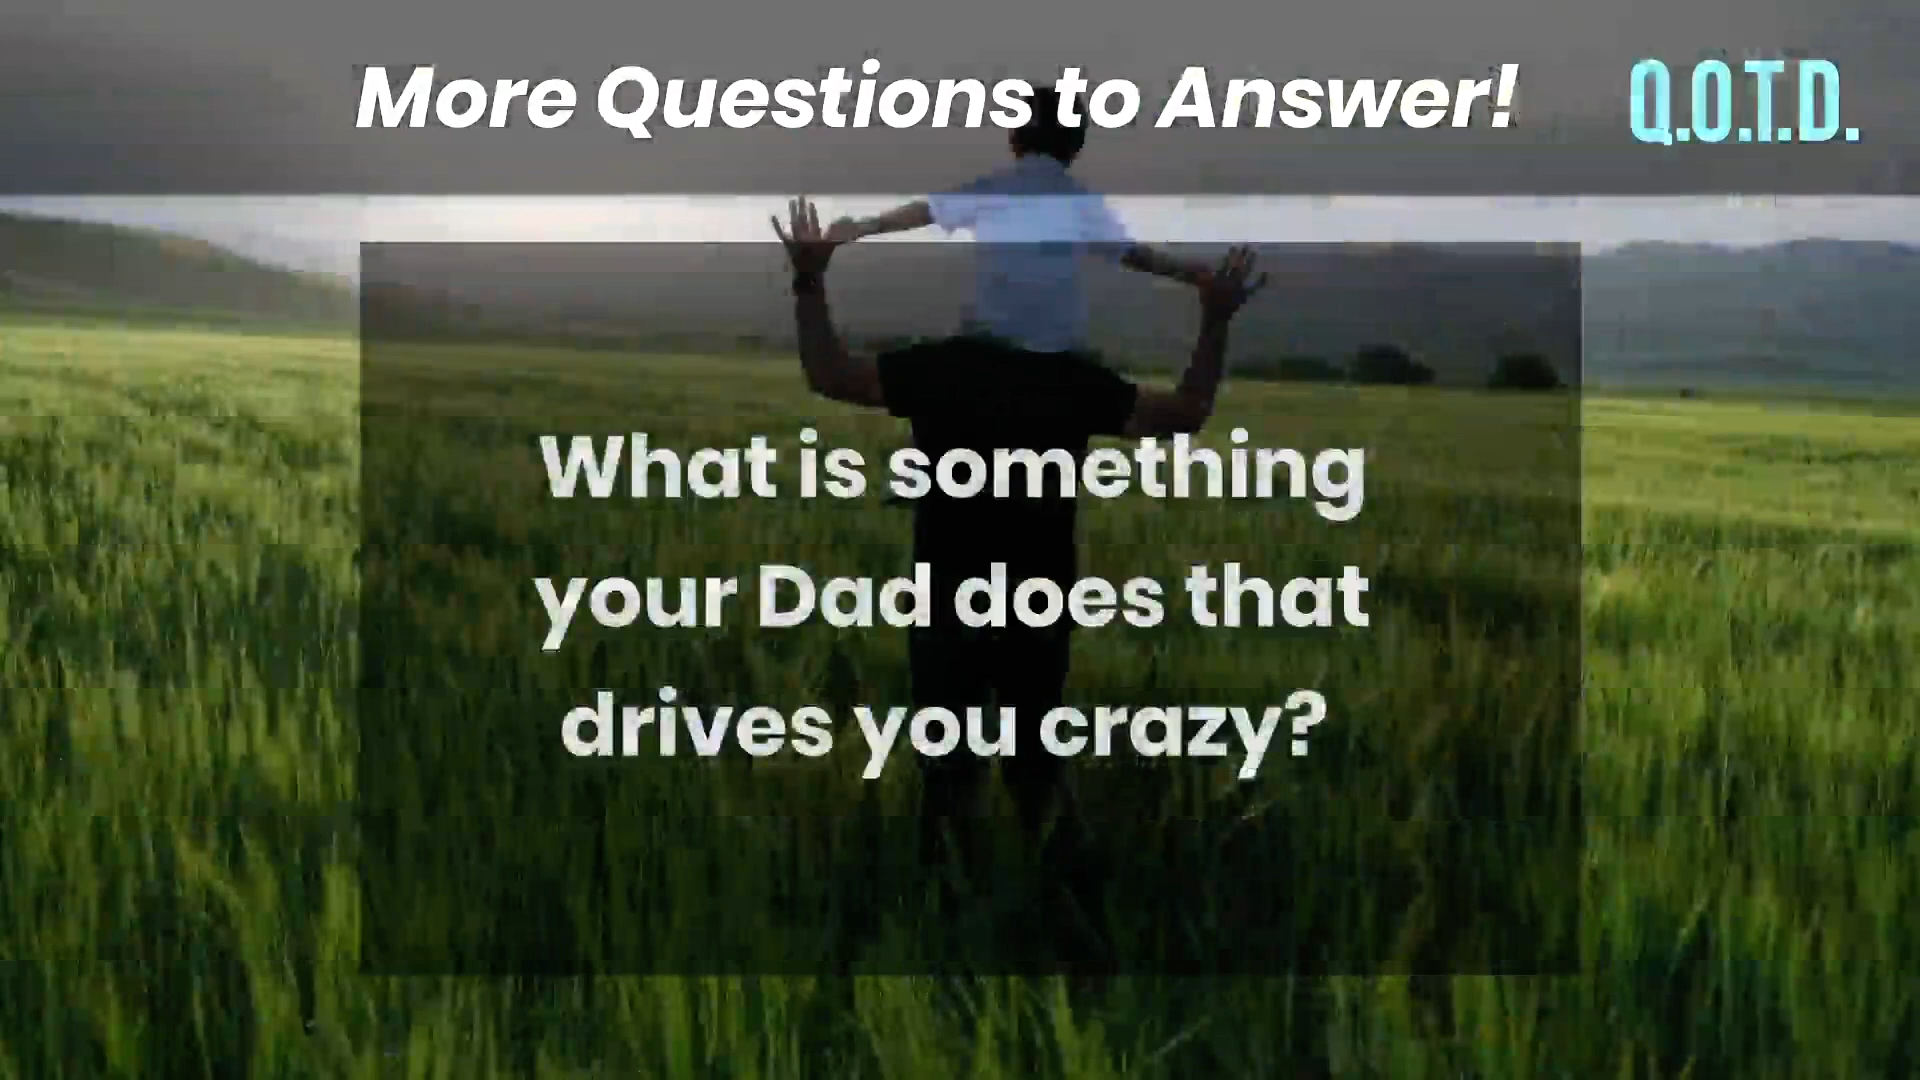 More Questions to Answer!
Q.O.T.D.
What is something
your Dad does that
drives you crazy?